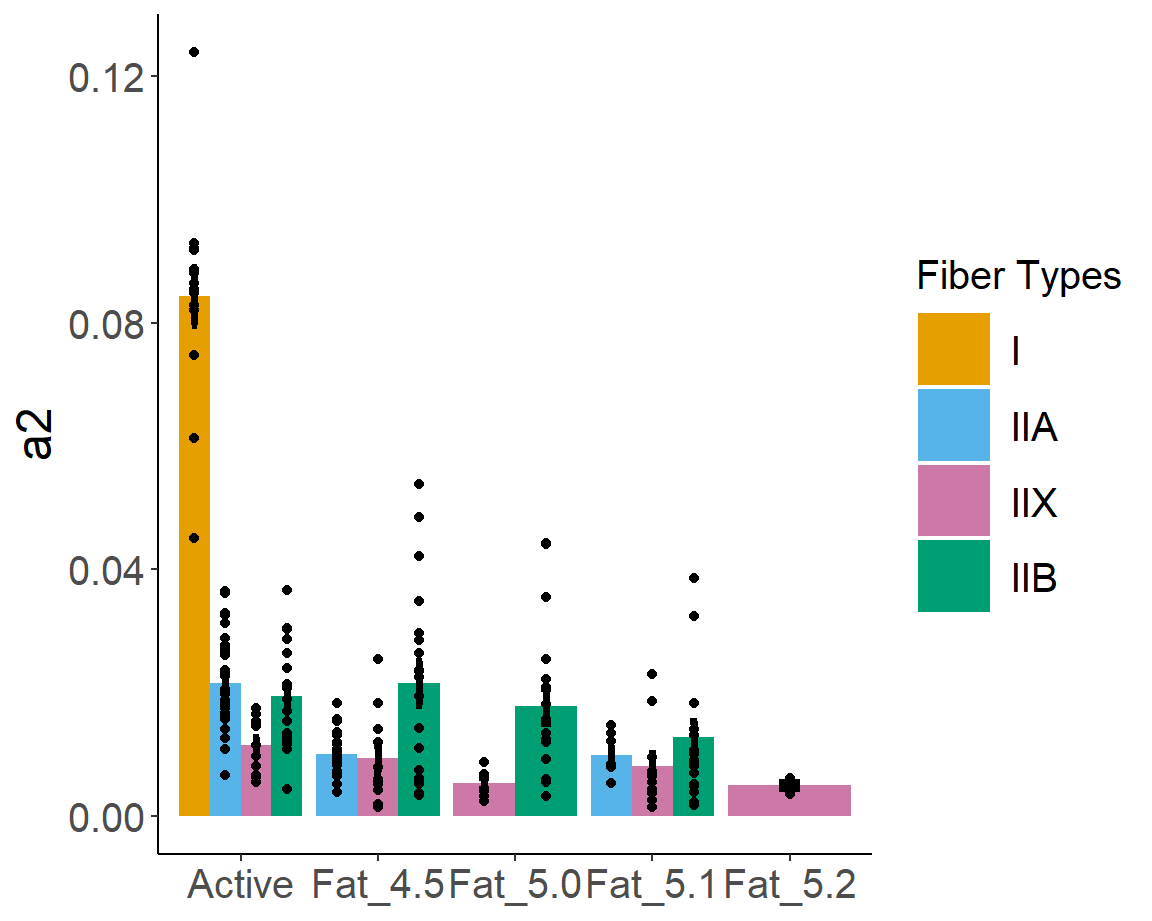 0.12
0.08
0.04
0.00
a2
Active Fat_4.5 Fat_5.0 Fat_5.1 Fat_5.2
Fiber Types
I
IIA
IIX
IIB